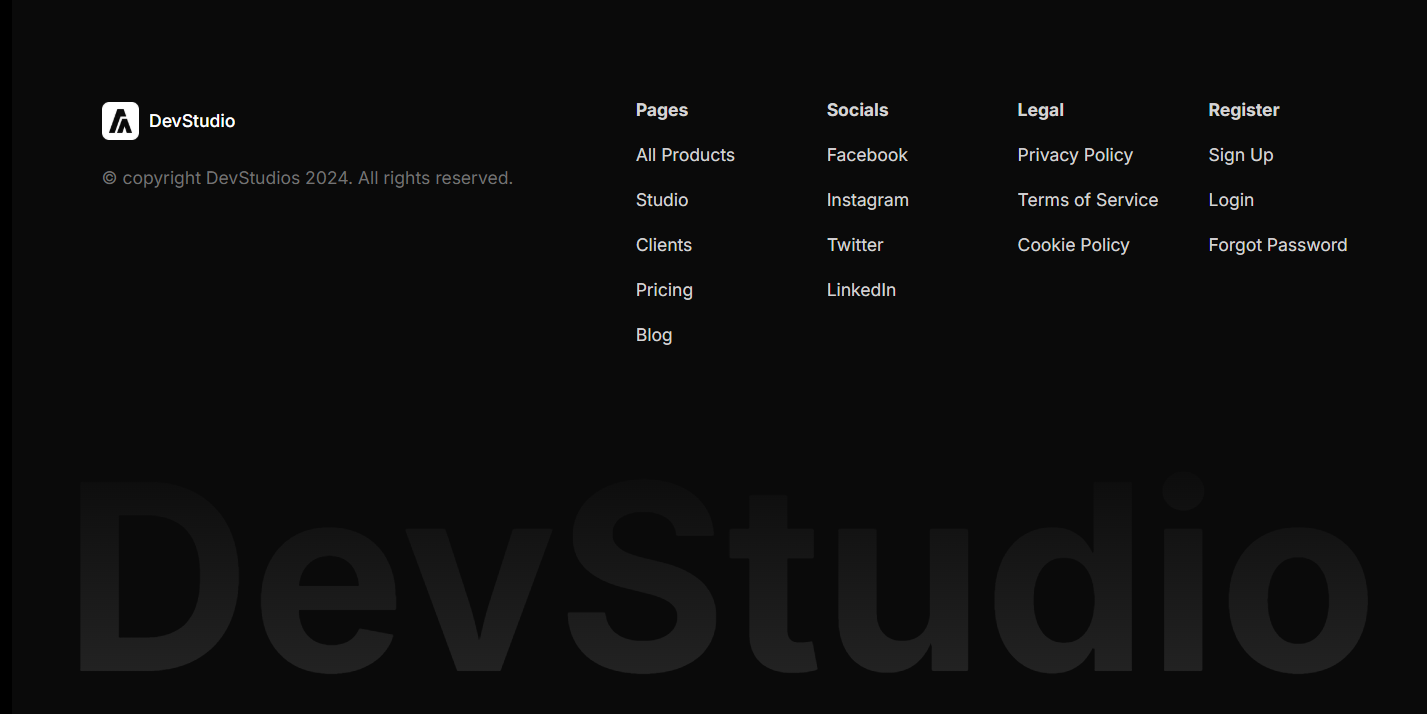 DevStudio
© copyright DevStudios 2024. All rights reserved.
Pages
All Products
Studio
Clients
Pricing
Blog
Socials
Facebook
Instagram
Twitter
LinkedIn
Legal
Privacy Policy
Terms of Service
Cookie Policy
Register
Sign Up
Login
Forgot Password
DevStudio